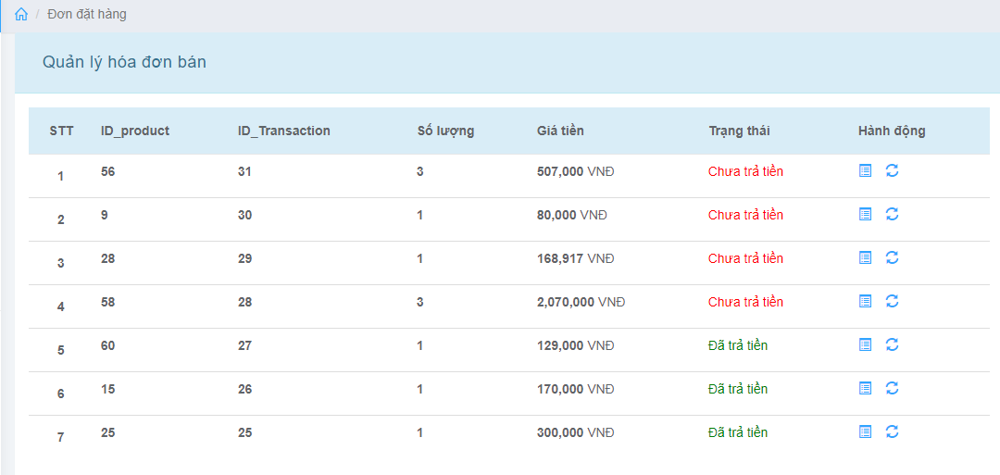 / Đơn đặt hàng
Quản lý hóa đơn bán
STT ID_product ID_Transaction Số lượng Giá tiền Trạng thái Hành động
1 56 31 3 507,000 VNĐ Chưa trả tiền
2 9 30 1 80,000 VNĐ Chưa trả tiền
3 28 29 1 168,917 VNĐ Chưa trả tiền
4 58 28 3 2,070,000 VNĐ Chưa trả tiền
5 60 27 1 129,000 VNĐ Đã trả tiền
6 15 26 1 170,000 VNĐ Đã trả tiền
7 25 25 1 300,000 VNĐ Đã trả tiền